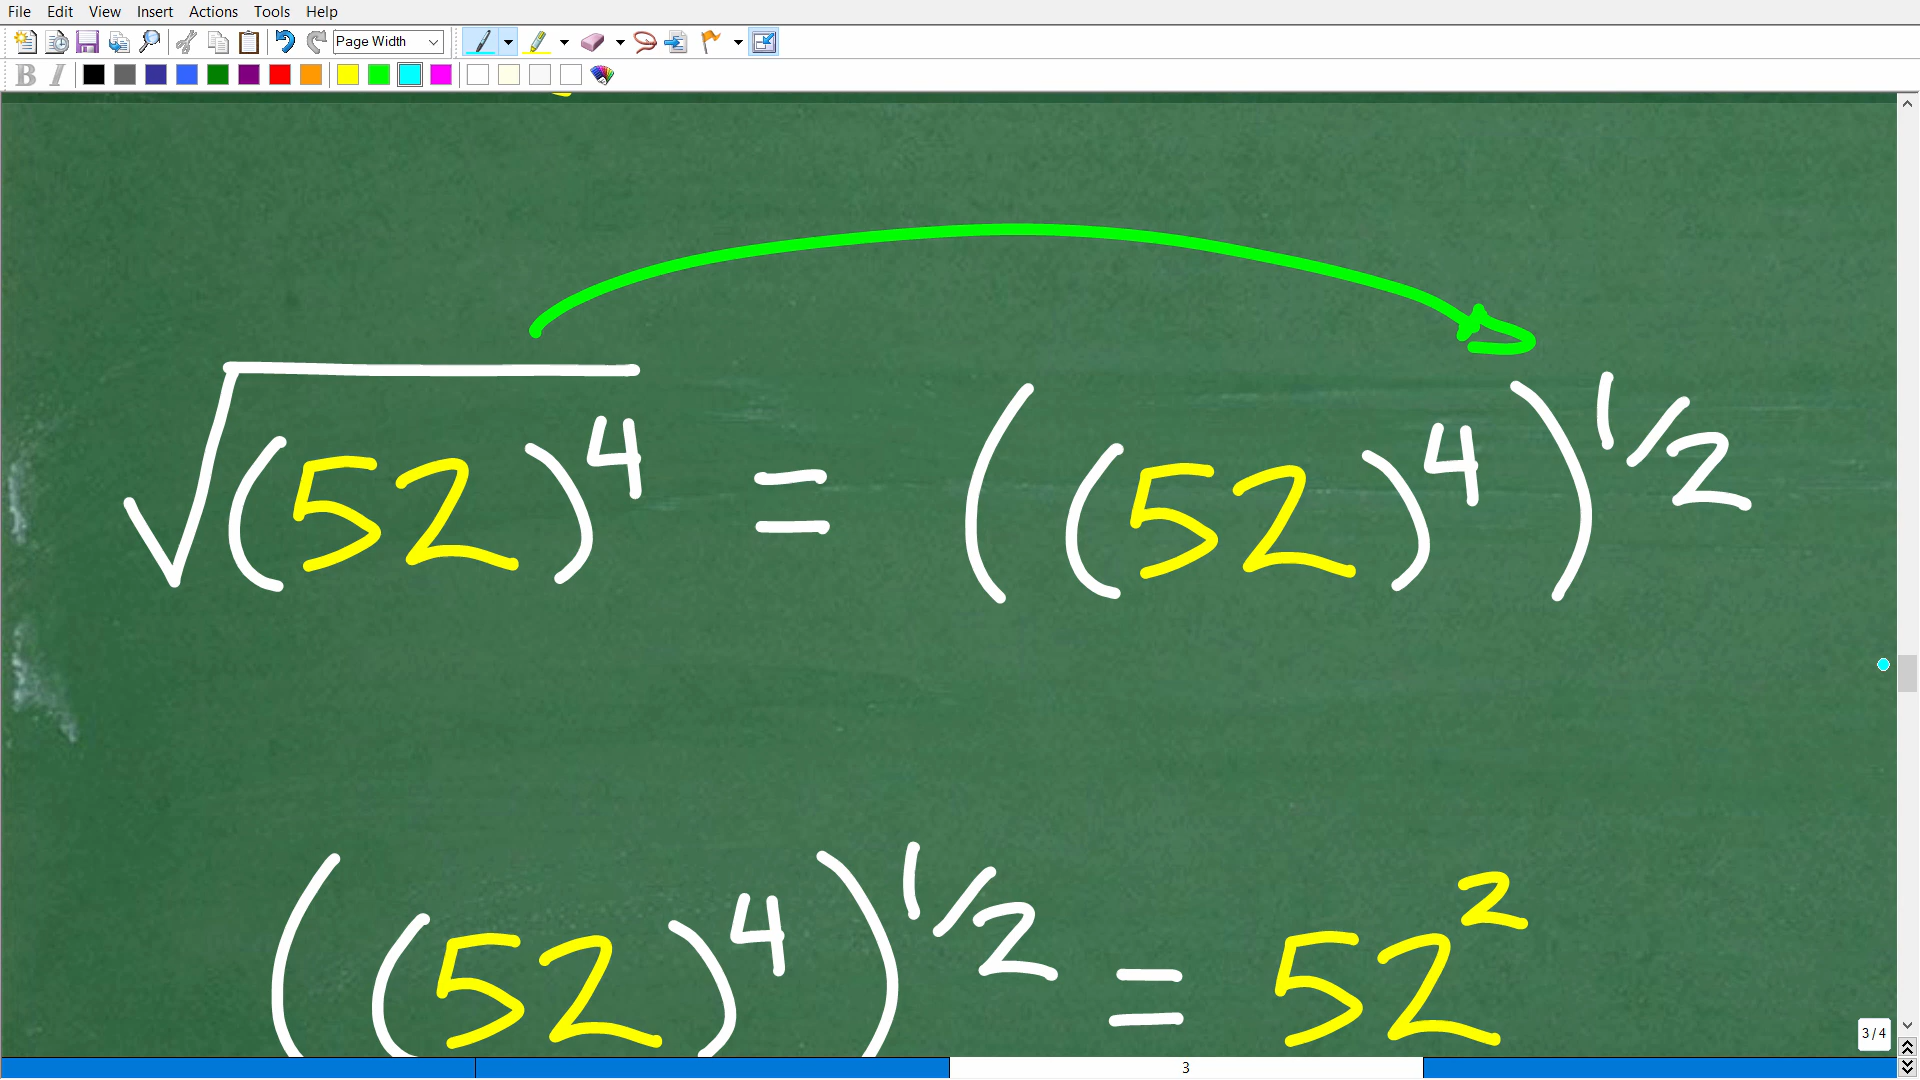 File Edit View Insert Actions Tools Help
Page Width
B I
√(52)⁴ = ((52)⁴)^1/2
((52)⁴)^1/2 = 52²
3 / 4
3